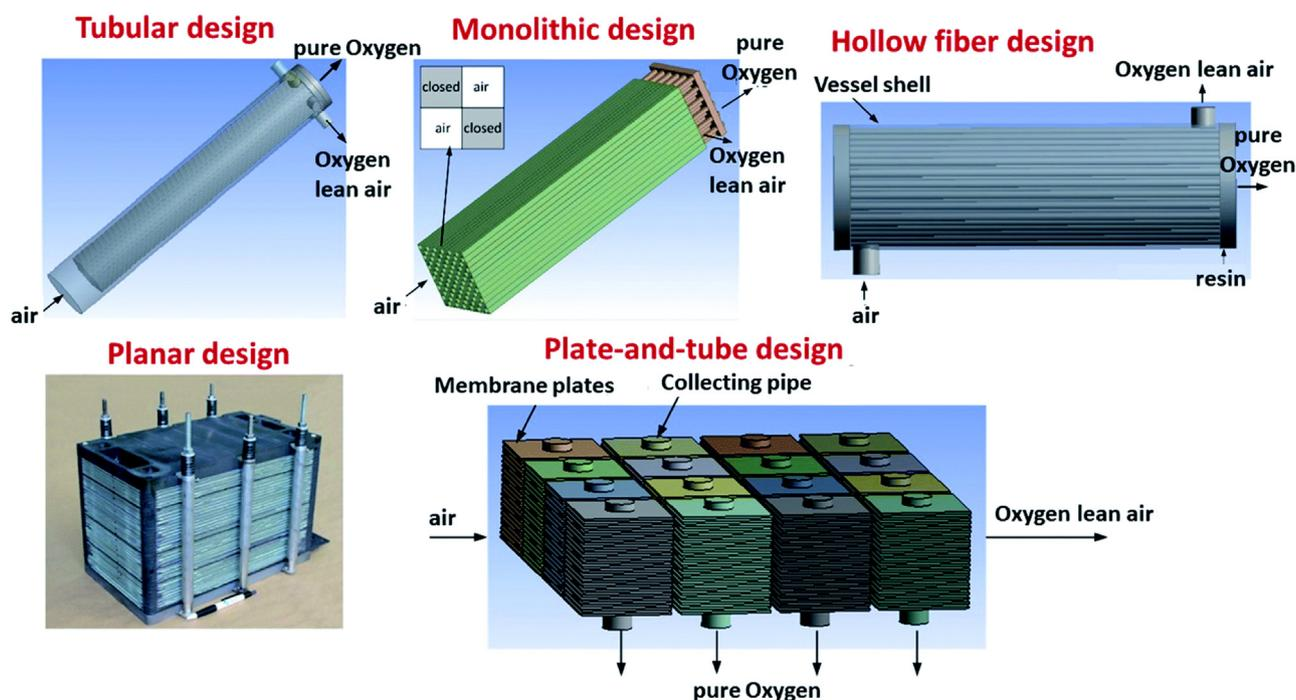 Tubular design
pure Oxygen
Oxygen
lean air
air
Monolithic design
closed air
air closed
pure
Oxygen
Oxygen
lean air
air
Hollow fiber design
Vessel shell
Oxygen lean air
pure
Oxygen
resin
air
Planar design
Plate-and-tube design
Membrane plates
Collecting pipe
air
Oxygen lean air
pure Oxygen